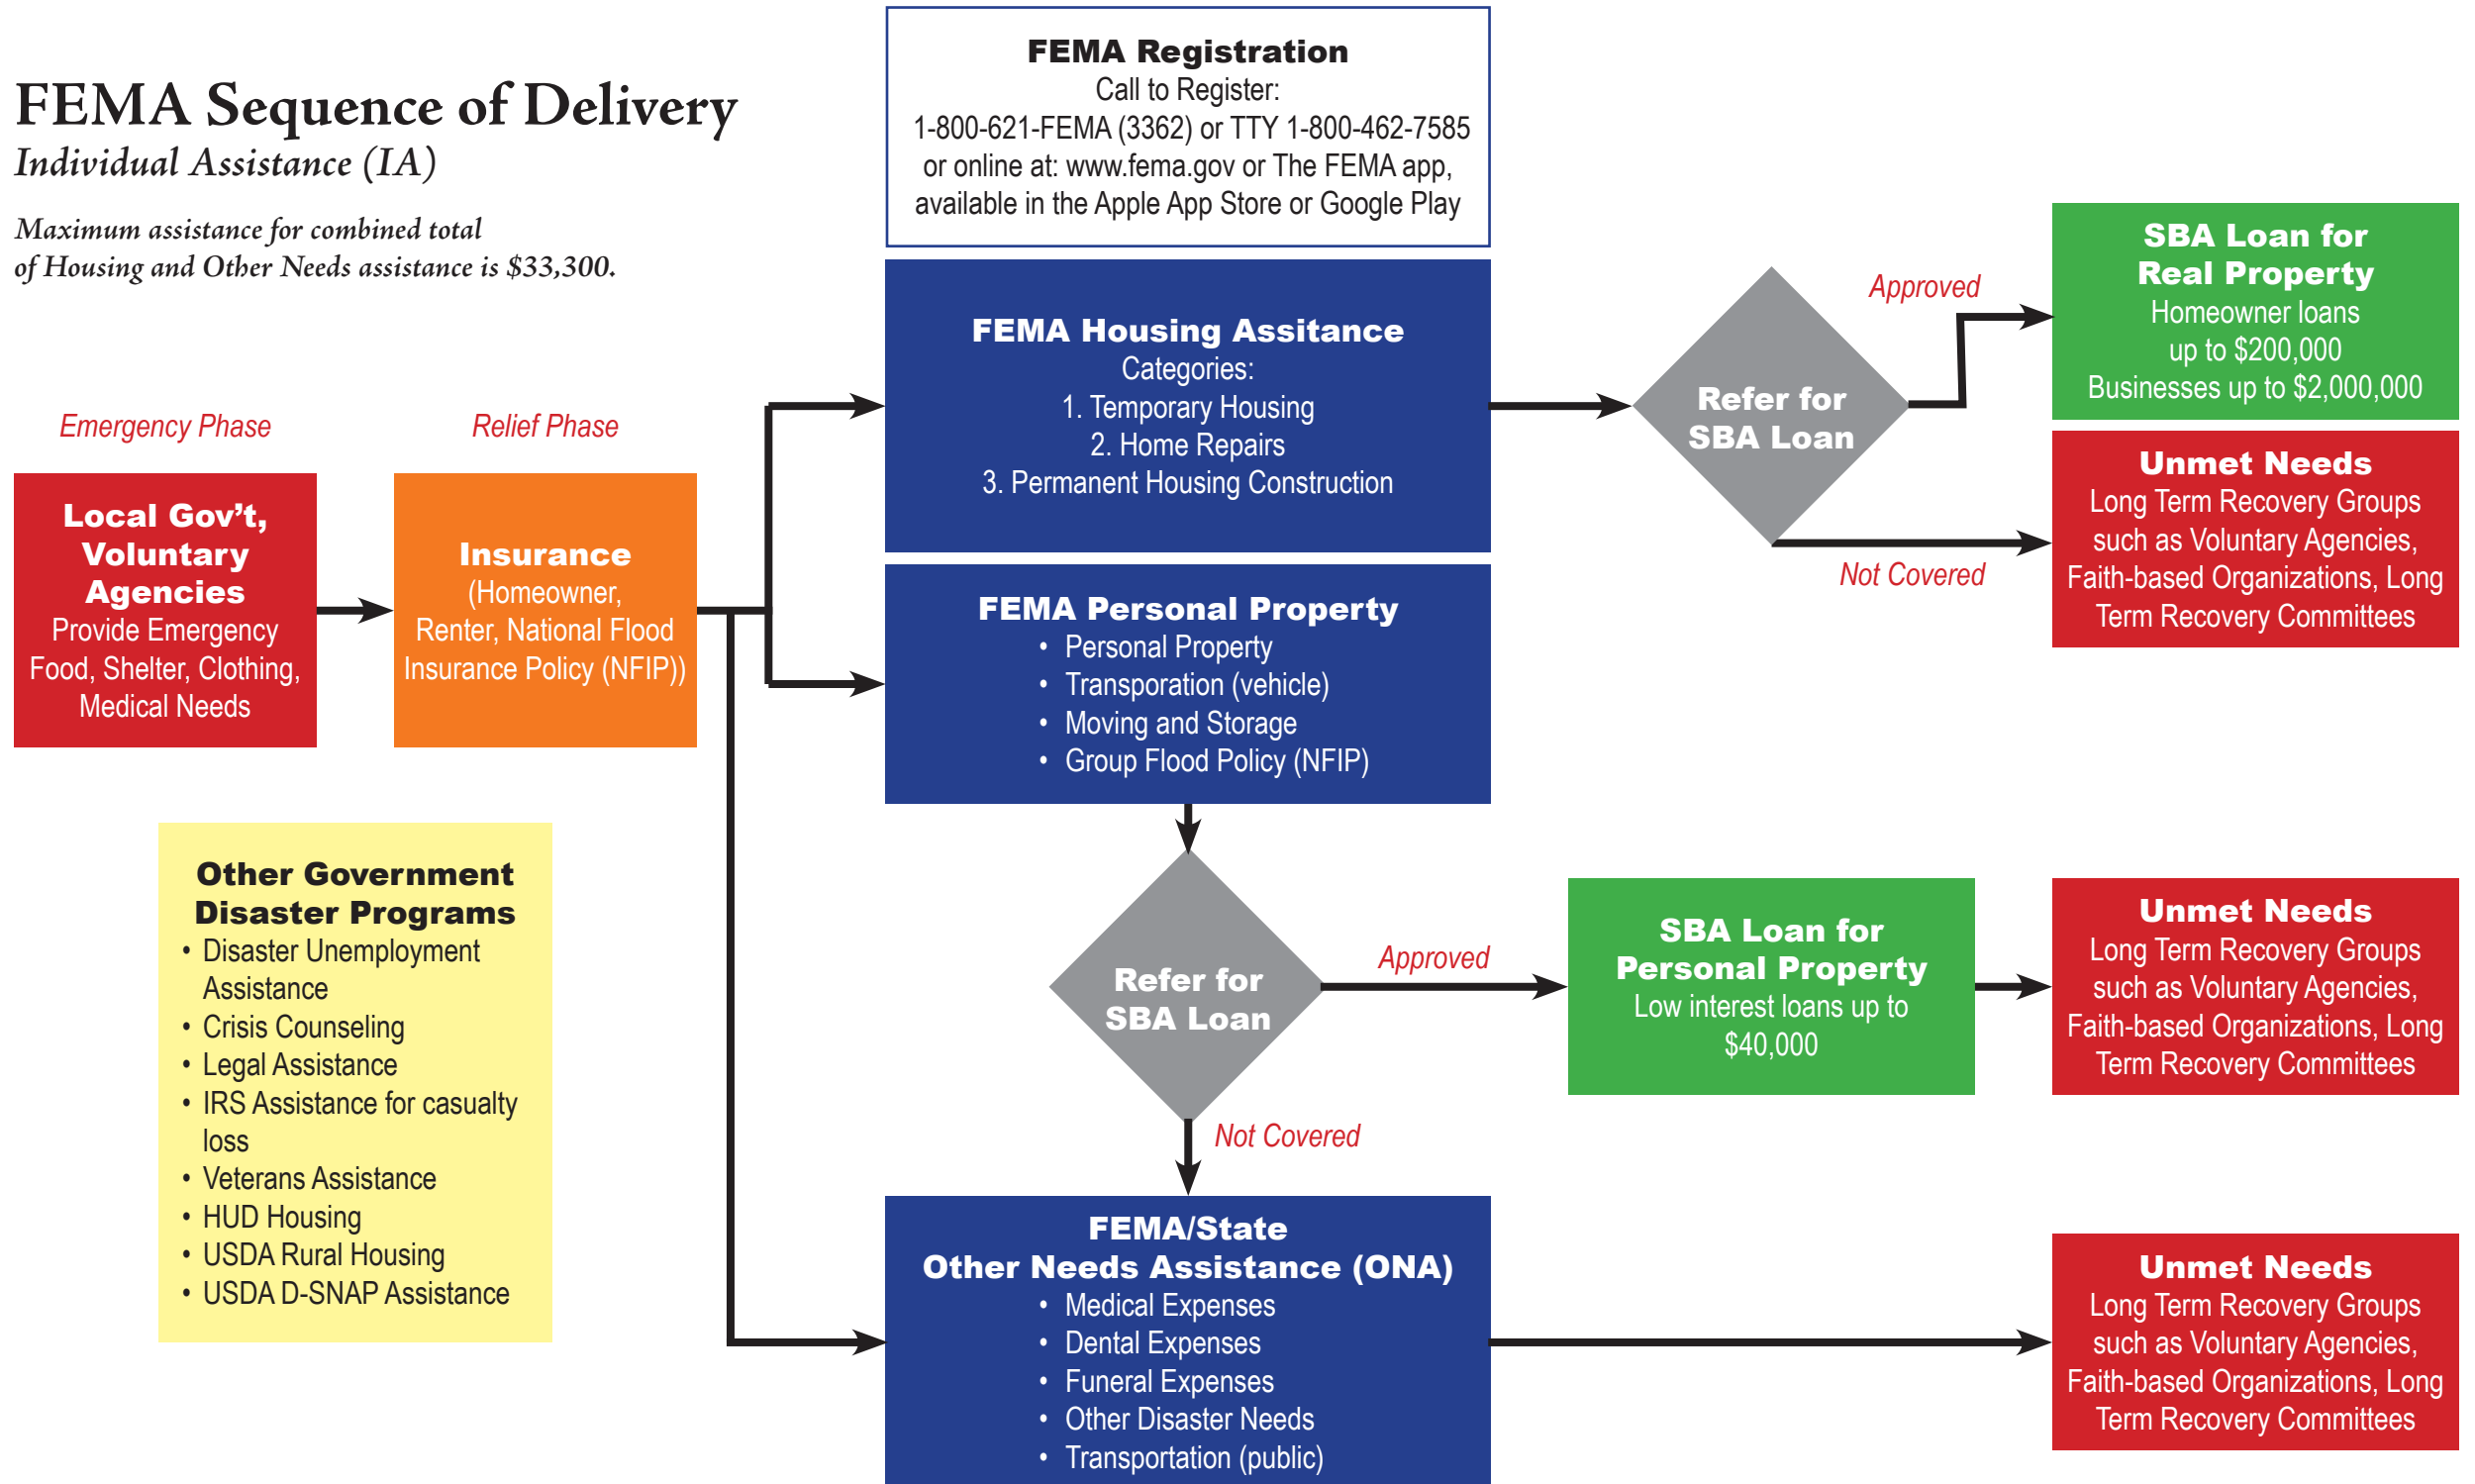 FEMA Sequence of Delivery
Individual Assistance (IA)
Maximum assistance for combined total
of Housing and Other Needs assistance is $33,300.
FEMA Registration
Call to Register:
1-800-621-FEMA (3362) or TTY 1-800-462-7585
or online at: www.fema.gov or The FEMA app,
available in the Apple App Store or Google Play
Emergency Phase
Local Gov't,
Voluntary
Agencies
Provide Emergency
Food, Shelter, Clothing,
Medical Needs
Relief Phase
Insurance
(Homeowner,
Renter, National Flood
Insurance Policy (NFIP))
FEMA Housing Assitance
Categories:
1. Temporary Housing
2. Home Repairs
3. Permanent Housing Construction
Refer for
SBA Loan
Approved
SBA Loan for
Real Property
Homeowner loans
up to $200,000
Businesses up to $2,000,000
Not Covered
Unmet Needs
Long Term Recovery Groups
such as Voluntary Agencies,
Faith-based Organizations, Long
Term Recovery Committees
FEMA Personal Property
• Personal Property
• Transporation (vehicle)
• Moving and Storage
• Group Flood Policy (NFIP)
Other Government
Disaster Programs
• Disaster Unemployment
Assistance
• Crisis Counseling
• Legal Assistance
• IRS Assistance for casualty
loss
• Veterans Assistance
• HUD Housing
• USDA Rural Housing
• USDA D-SNAP Assistance
Refer for
SBA Loan
Approved
SBA Loan for
Personal Property
Low interest loans up to
$40,000
Unmet Needs
Long Term Recovery Groups
such as Voluntary Agencies,
Faith-based Organizations, Long
Term Recovery Committees
Not Covered
FEMA/State
Other Needs Assistance (ONA)
• Medical Expenses
• Dental Expenses
• Funeral Expenses
• Other Disaster Needs
• Transportation (public)
Unmet Needs
Long Term Recovery Groups
such as Voluntary Agencies,
Faith-based Organizations, Long
Term Recovery Committees